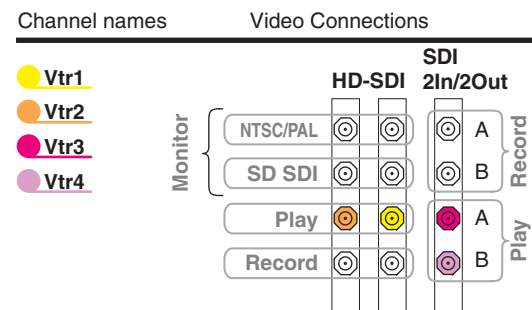 Channel names Video Connections
SDI
HD-SDI 2In/2Out
Vtr1
Vtr2
Vtr3
Vtr4
Monitor
NTSC/PAL
SD SDI
Play
Record
A
B
Record
A
B
Play